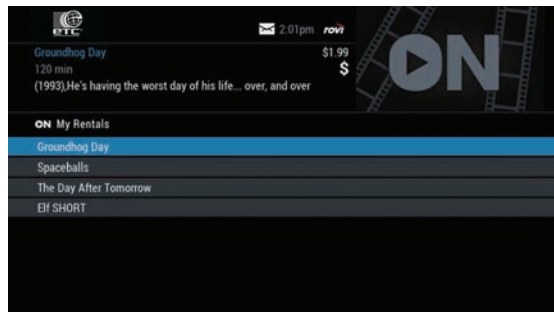 eTC
2:01pm rovi
ON
Groundhog Day $1.99
120 min $
(1993),He's having the worst day of his life... over, and over
ON My Rentals
Groundhog Day
Spaceballs
The Day After Tomorrow
Elf SHORT